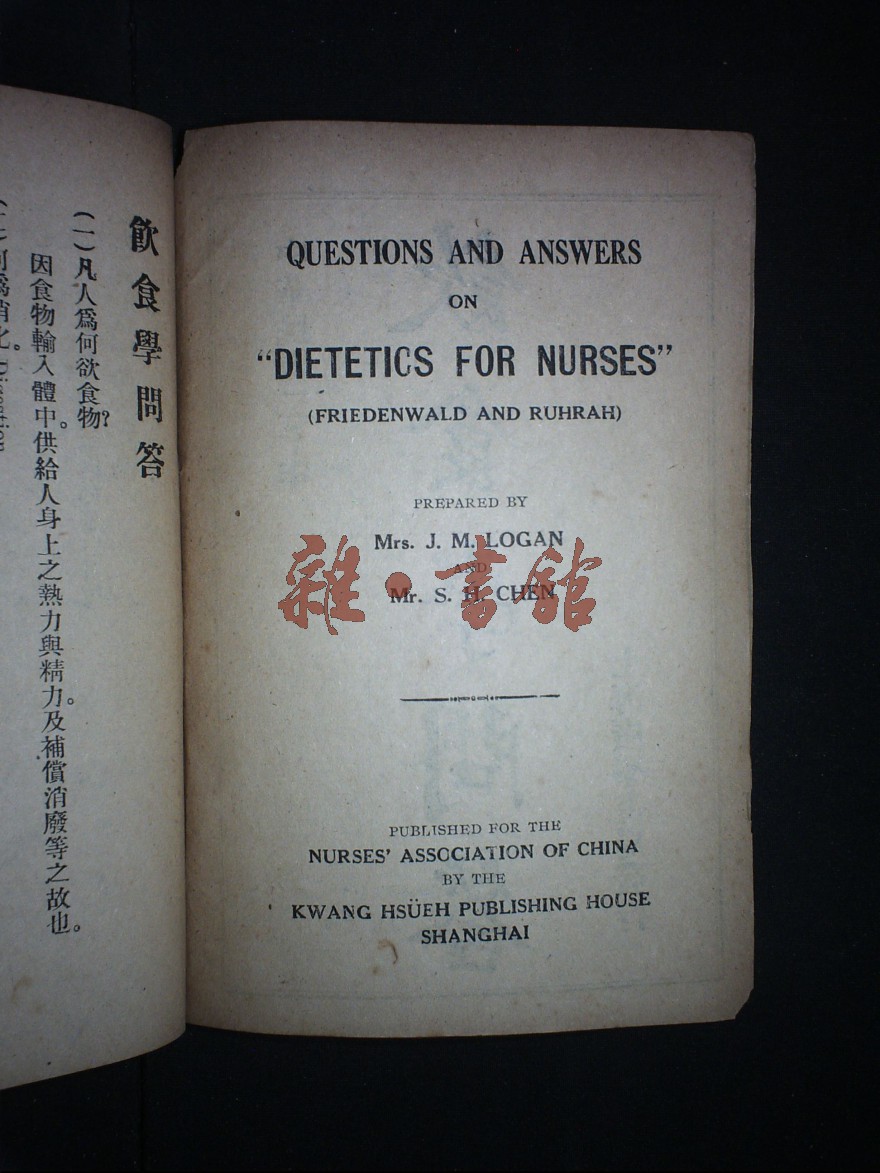 QUESTIONS AND ANSWERS
ON
“DIETETICS FOR NURSES”
(FRIEDENWALD AND RUHRAH)
PREPARED BY
Mrs. J. M. LOGAN
AND
Mr. S. H. CHEN
雜·書館
PUBLISHED FOR THE
NURSES’ ASSOCIATION OF CHINA
BY THE
KWANG HSÜEH PUBLISHING HOUSE
SHANGHAI
飲食學問答
(一)凡人爲何欲食物?
因食物輸入體中。供給人身上之熱力與精力。及補償消廢等之故也。